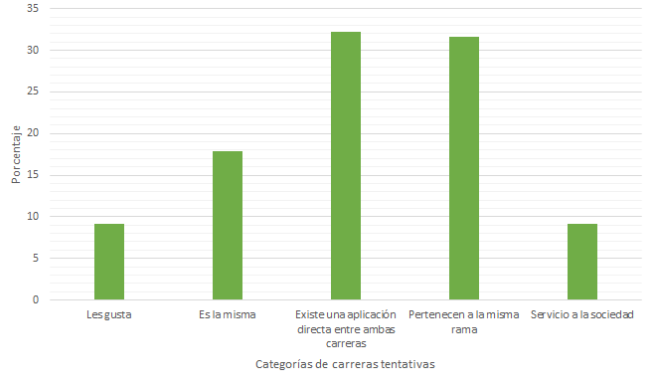 35
30
25
20
15
10
5
0
Porcentaje
Les gusta
Es la misma
Existe una aplicación
directa entre ambas
carreras
Pertenecen a la misma
rama
Servicio a la sociedad
Categorías de carreras tentativas